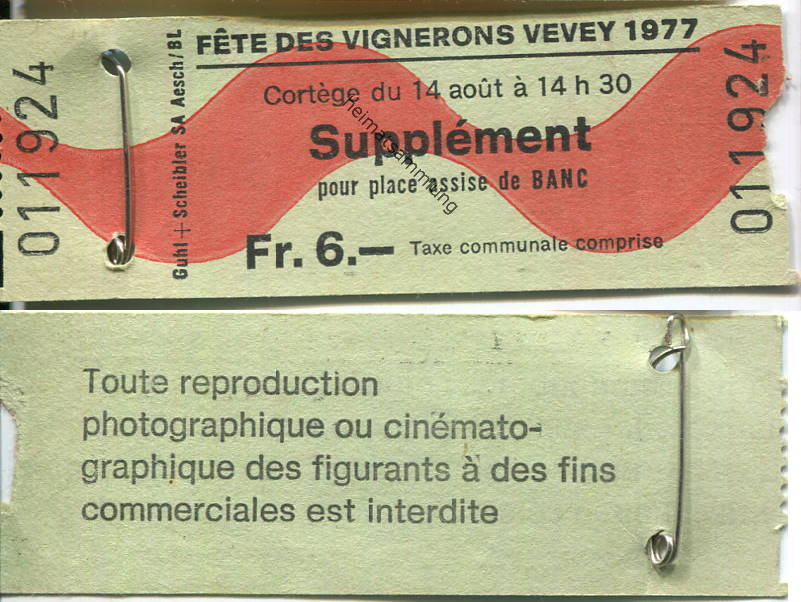 011924
Guhl + Scheibler SA Aesch/BL
FÊTE DES VIGNERONS VEVEY 1977
Cortège du 14 août à 14 h 30
Supplément
pour place assise de BANC
Fr. 6.— Taxe communale comprise
011924
heimatsammlung
Toute reproduction
photographique ou cinémato-
graphique des figurants à des fins
commerciales est interdite